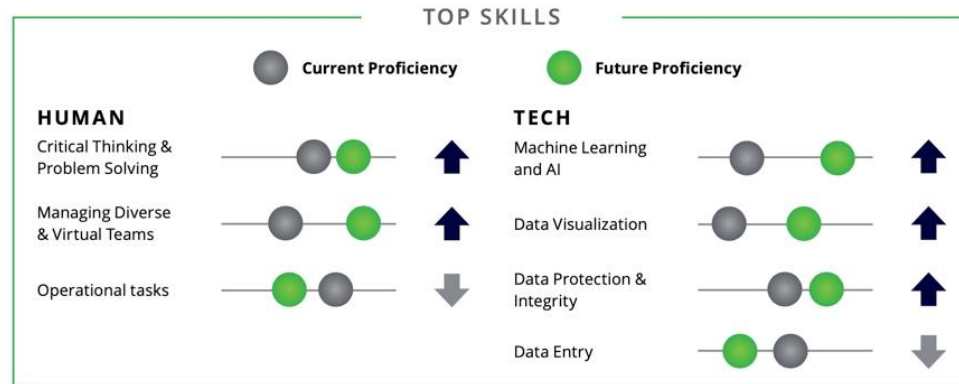 TOP SKILLS
Current Proficiency
Future Proficiency
HUMAN
Critical Thinking &
Problem Solving
Managing Diverse
& Virtual Teams
Operational tasks
TECH
Machine Learning
and AI
Data Visualization
Data Protection &
Integrity
Data Entry